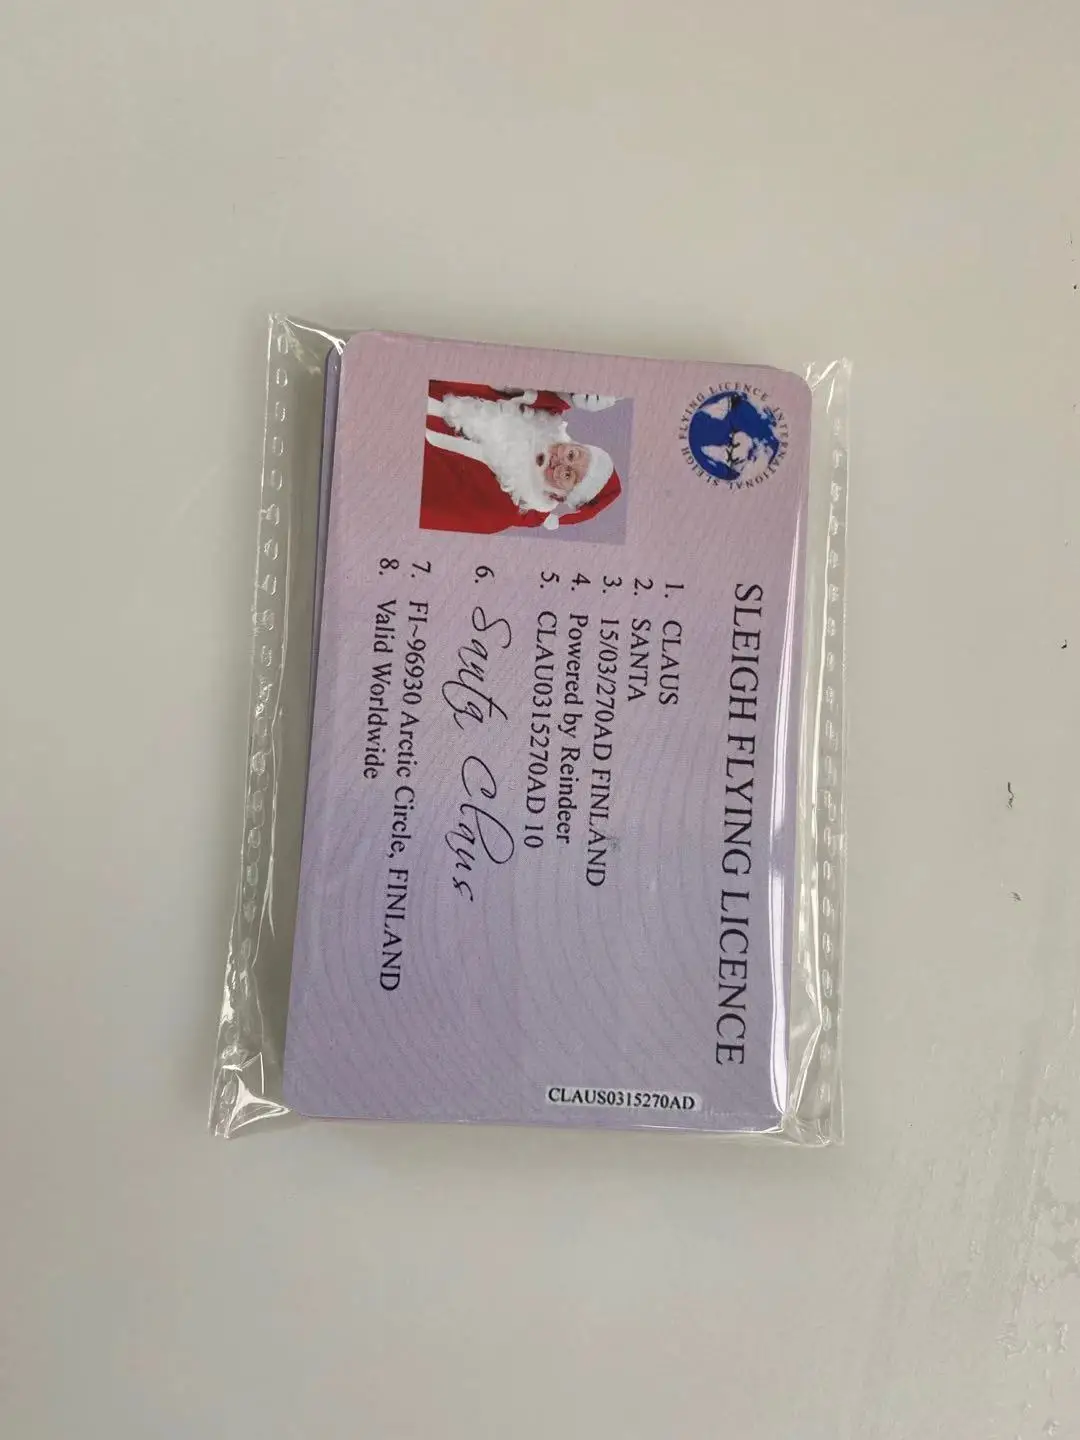 INTERNATIONAL SLEIGH FLYING LICENCE
SLEIGH FLYING LICENCE
1. CLAUS
2. SANTA
3. 15/03/270AD FINLAND
4. Powered by Reindeer
5. CLAU0315270AD 10
6. Santa Claus
7. FI~96930 Arctic Circle, FINLAND
8. Valid Worldwide
CLAUS0315270AD